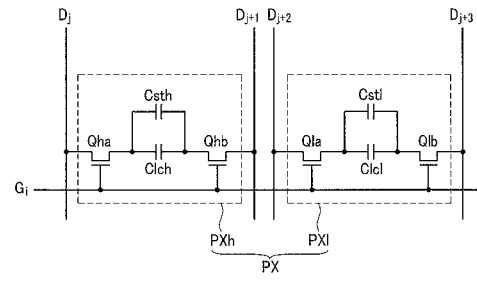 Dj Dj+1 Dj+2 Dj+3
Csth Cstl
Qha Qhb Qla Qlb
Clch Clcl
Gi
PXh PXl
PX